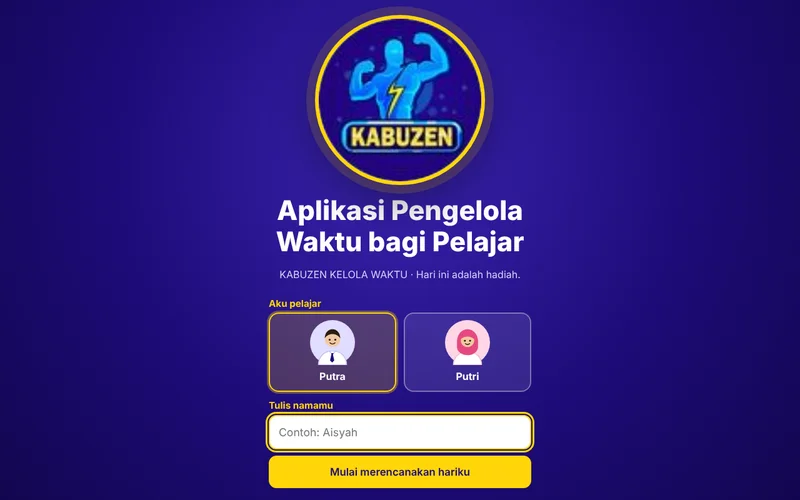 KABUZEN
Aplikasi Pengelola
Waktu bagi Pelajar
KABUZEN KELOLA WAKTU · Hari ini adalah hadiah.
Aku pelajar
Putra
Putri
Tulis namamu
Contoh: Aisyah
Mulai merencanakan hariku